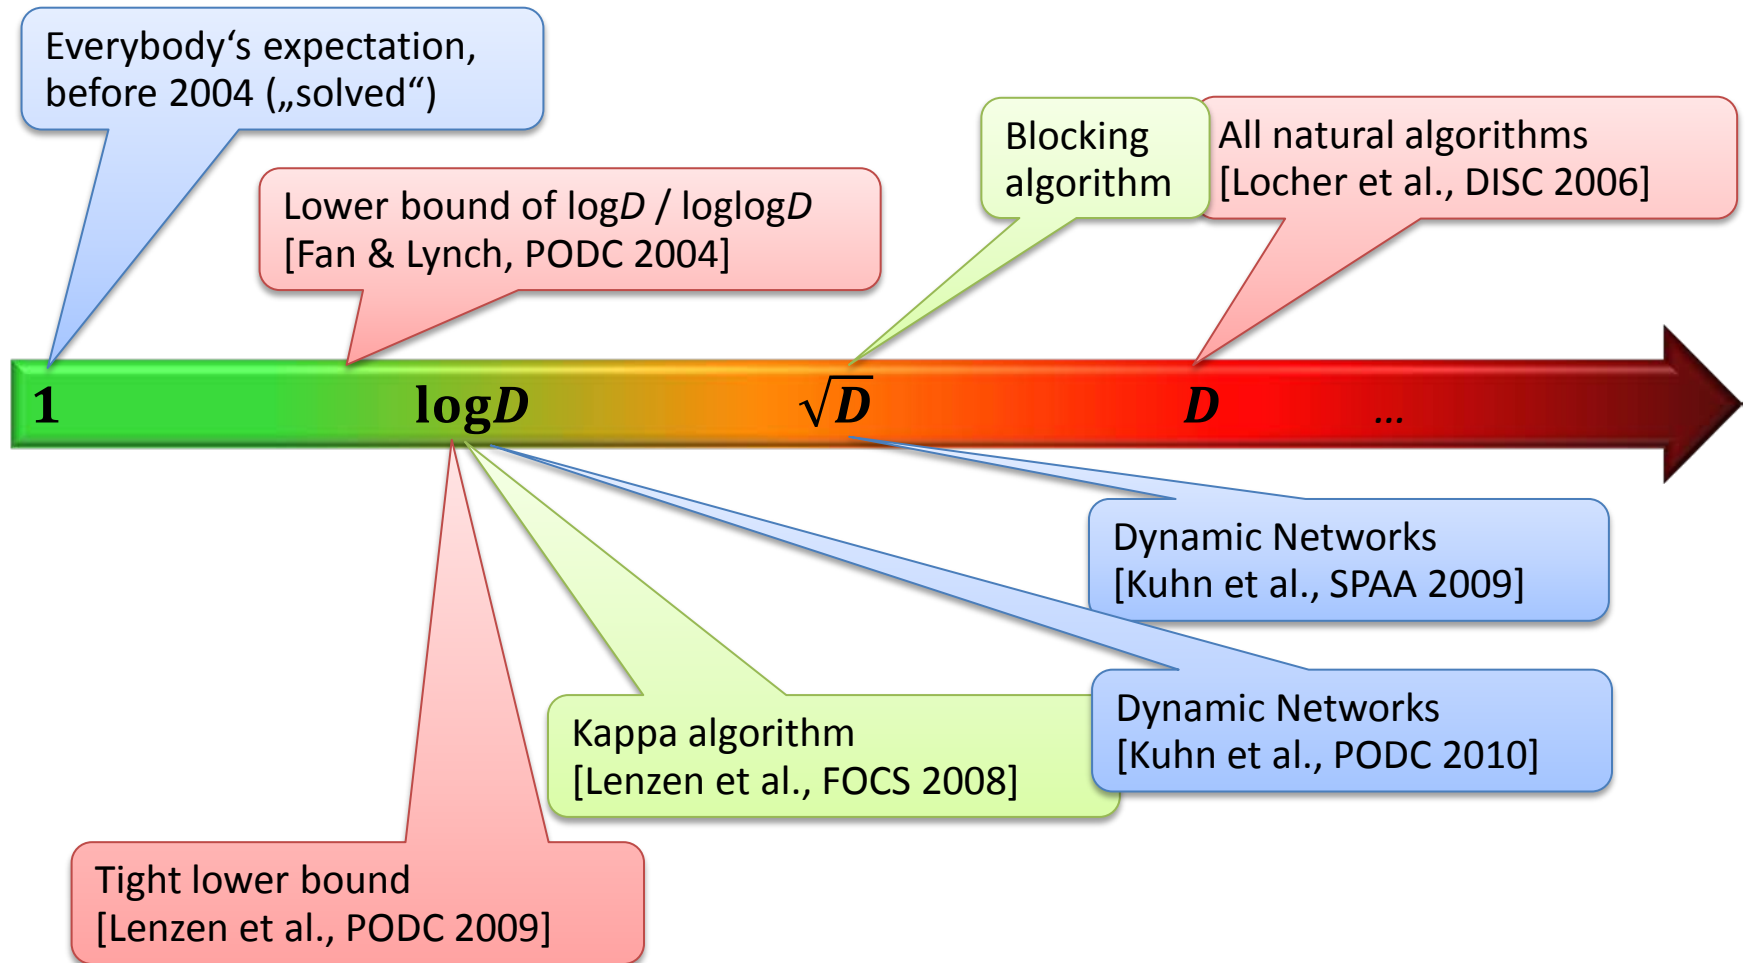 Everybody‘s expectation,
before 2004 („solved“)
Lower bound of logD / loglogD
[Fan & Lynch, PODC 2004]
Blocking
algorithm
All natural algorithms
[Locher et al., DISC 2006]
1 logD √D D ...
Dynamic Networks
[Kuhn et al., SPAA 2009]
Dynamic Networks
[Kuhn et al., PODC 2010]
Kappa algorithm
[Lenzen et al., FOCS 2008]
Tight lower bound
[Lenzen et al., PODC 2009]